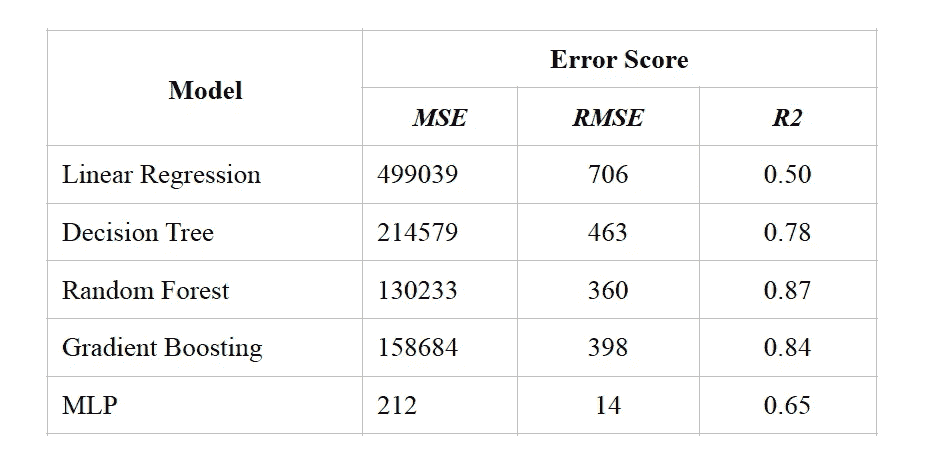 Model Error Score
MSE RMSE R2
Linear Regression 499039 706 0.50
Decision Tree 214579 463 0.78
Random Forest 130233 360 0.87
Gradient Boosting 158684 398 0.84
MLP 212 14 0.65